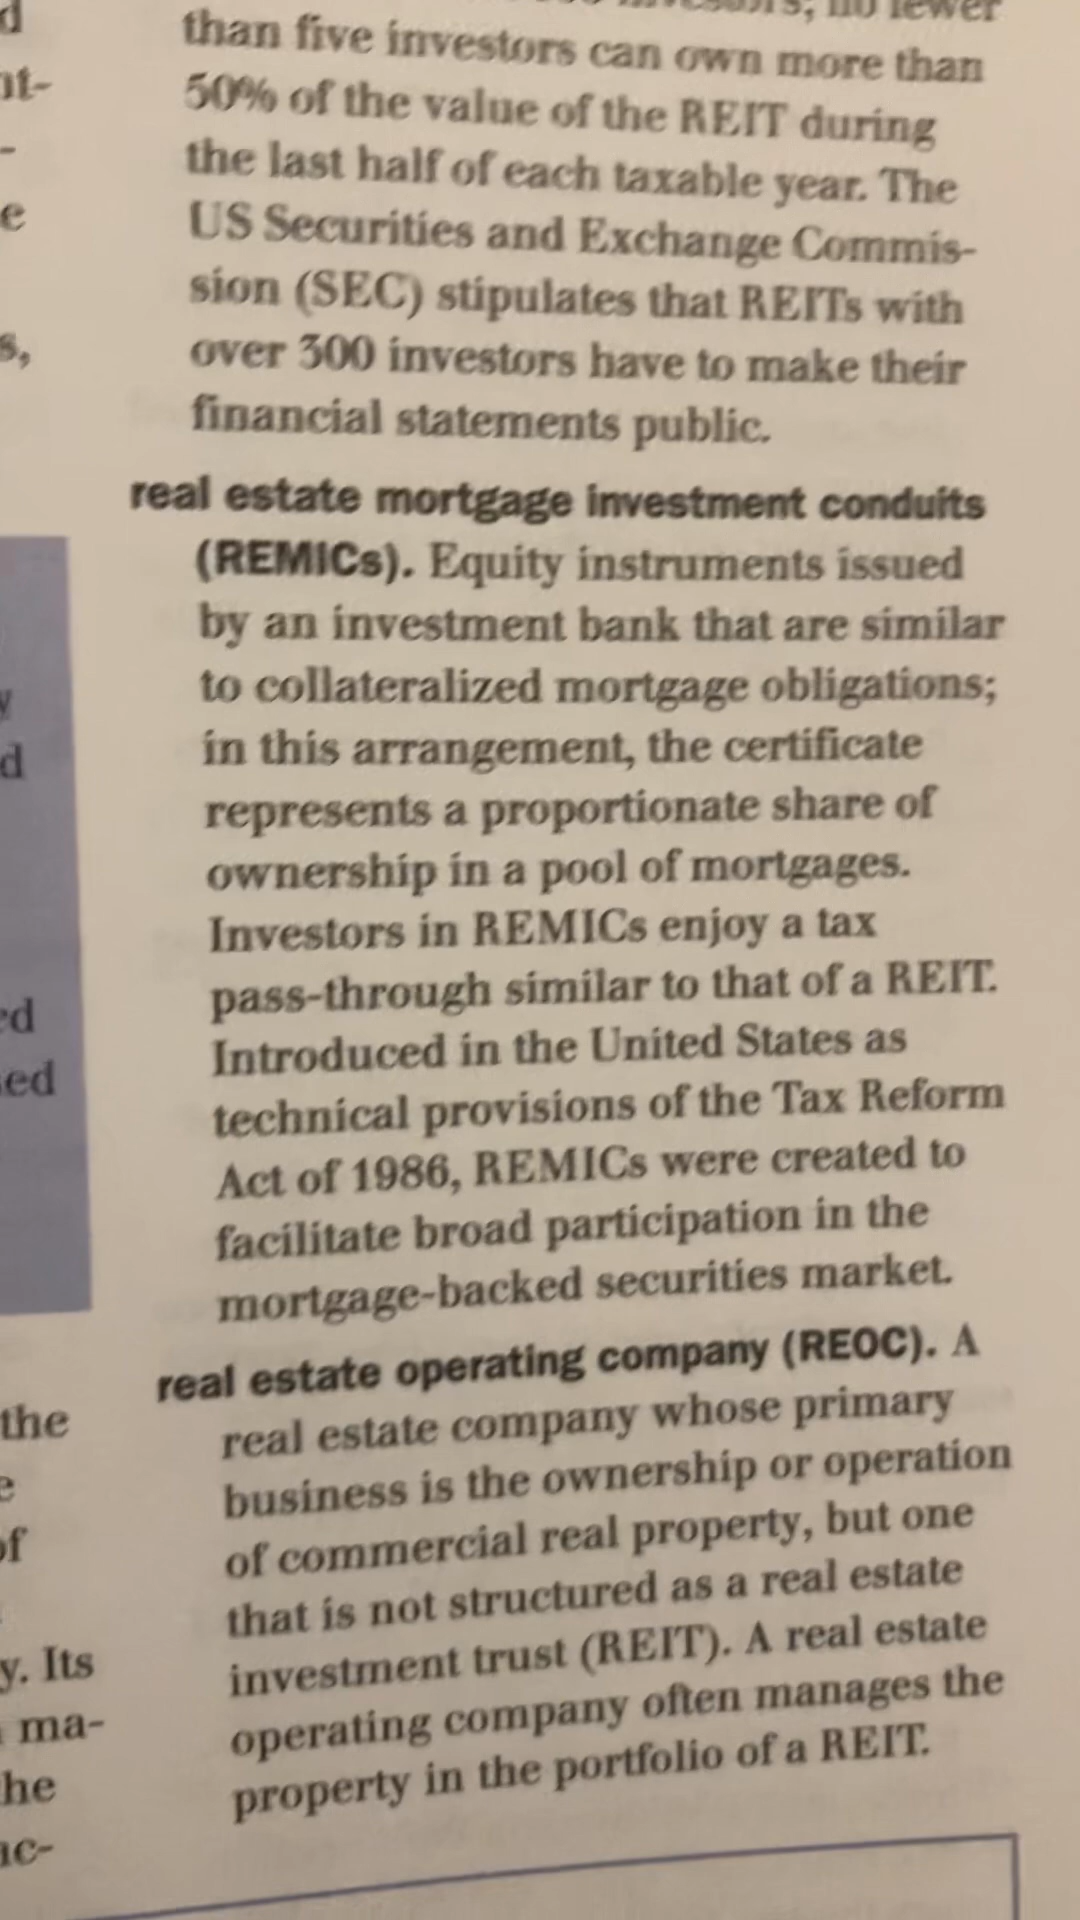 no fewer
than five investors can own more than
50% of the value of the REIT during
the last half of each taxable year. The
US Securities and Exchange Commis-
sion (SEC) stipulates that REITs with
over 300 investors have to make their
financial statements public.
real estate mortgage investment conduits
(REMICs). Equity instruments issued
by an investment bank that are similar
to collateralized mortgage obligations;
in this arrangement, the certificate
represents a proportionate share of
ownership in a pool of mortgages.
Investors in REMICs enjoy a tax
pass-through similar to that of a REIT.
Introduced in the United States as
technical provisions of the Tax Reform
Act of 1986, REMICs were created to
facilitate broad participation in the
mortgage-backed securities market.
real estate operating company (REOC). A
real estate company whose primary
business is the ownership or operation
of commercial real property, but one
that is not structured as a real estate
investment trust (REIT). A real estate
operating company often manages the
property in the portfolio of a REIT.